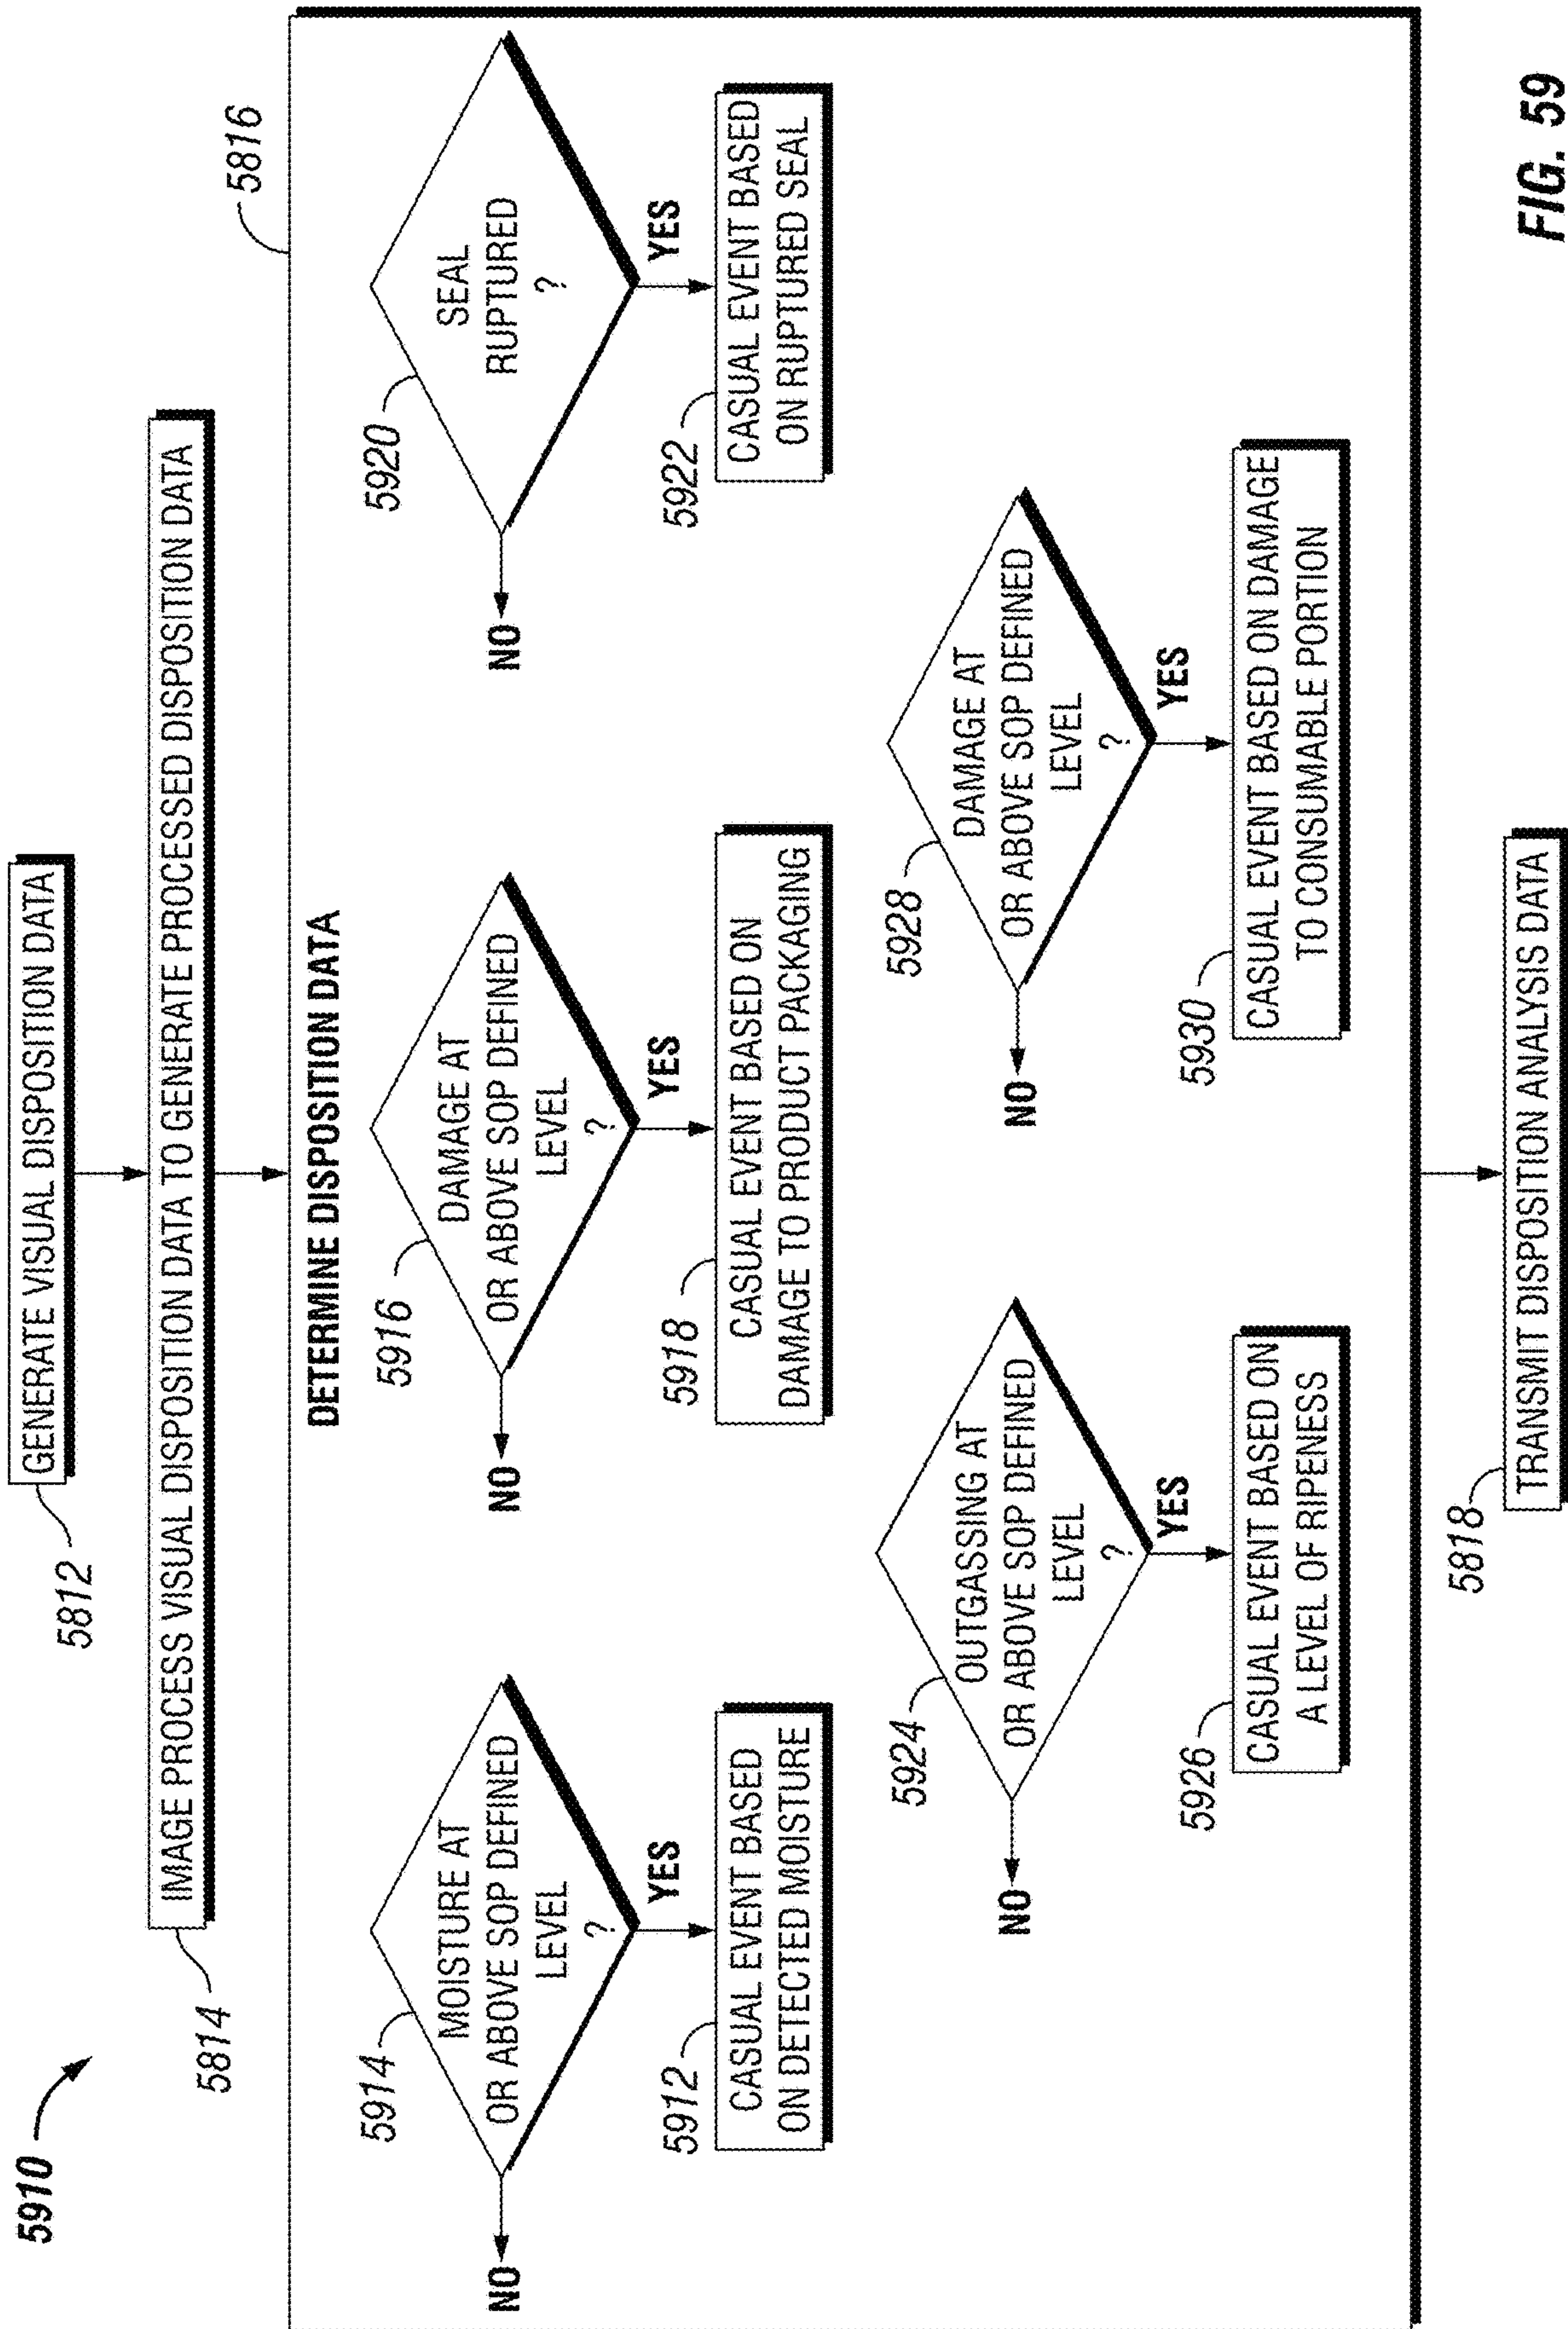 5910
GENERATE VISUAL DISPOSITION DATA
5812
IMAGE PROCESS VISUAL DISPOSITION DATA TO GENERATE PROCESSED DISPOSITION DATA
5814
5816
DETERMINE DISPOSITION DATA
5914
MOISTURE AT
OR ABOVE SOP DEFINED
LEVEL
?
NO
YES
5912
CASUAL EVENT BASED
ON DETECTED MOISTURE
5916
DAMAGE AT
OR ABOVE SOP DEFINED
LEVEL
?
NO
YES
5918
CASUAL EVENT BASED ON
DAMAGE TO PRODUCT PACKAGING
5920
SEAL
RUPTURED
?
NO
YES
5922
CASUAL EVENT BASED
ON RUPTURED SEAL
5924
OUTGASSING AT
OR ABOVE SOP DEFINED
LEVEL
?
NO
YES
5926
CASUAL EVENT BASED ON
A LEVEL OF RIPENESS
5928
DAMAGE AT
OR ABOVE SOP DEFINED
LEVEL
?
NO
YES
5930
CASUAL EVENT BASED ON DAMAGE
TO CONSUMABLE PORTION
5818
TRANSMIT DISPOSITION ANALYSIS DATA
FIG. 59